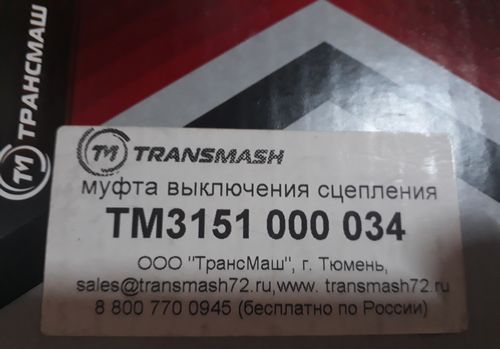 ТРАНСМАШ
TM TRANSMASH
муфта выключения сцепления
TM3151 000 034
ООО "ТрансМаш", г. Тюмень,
sales@transmash72.ru,www. transmash72.ru
8 800 770 0945 (бесплатно по России)